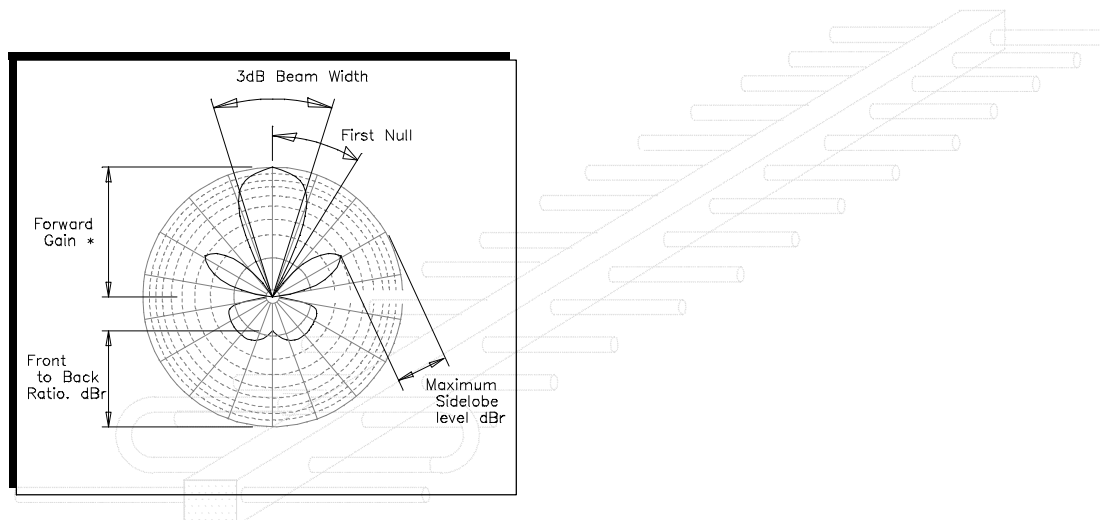 3dB Beam Width
First Null
Forward
Gain *
Front
to Back
Ratio. dBr
Maximum
Sidelobe
level dBr